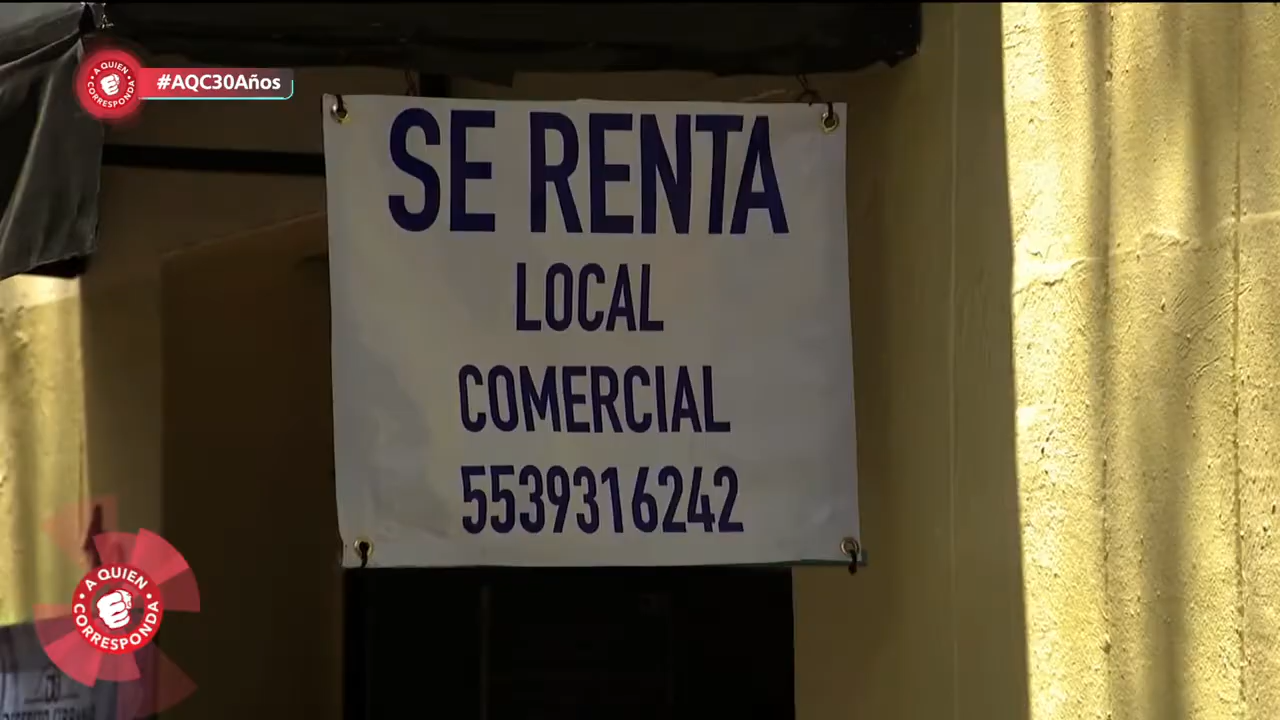 A QUIEN CORRESPONDA
#AQC30Años
SE RENTA
LOCAL
COMERCIAL
5539316242
A QUIEN
CORRESPONDA